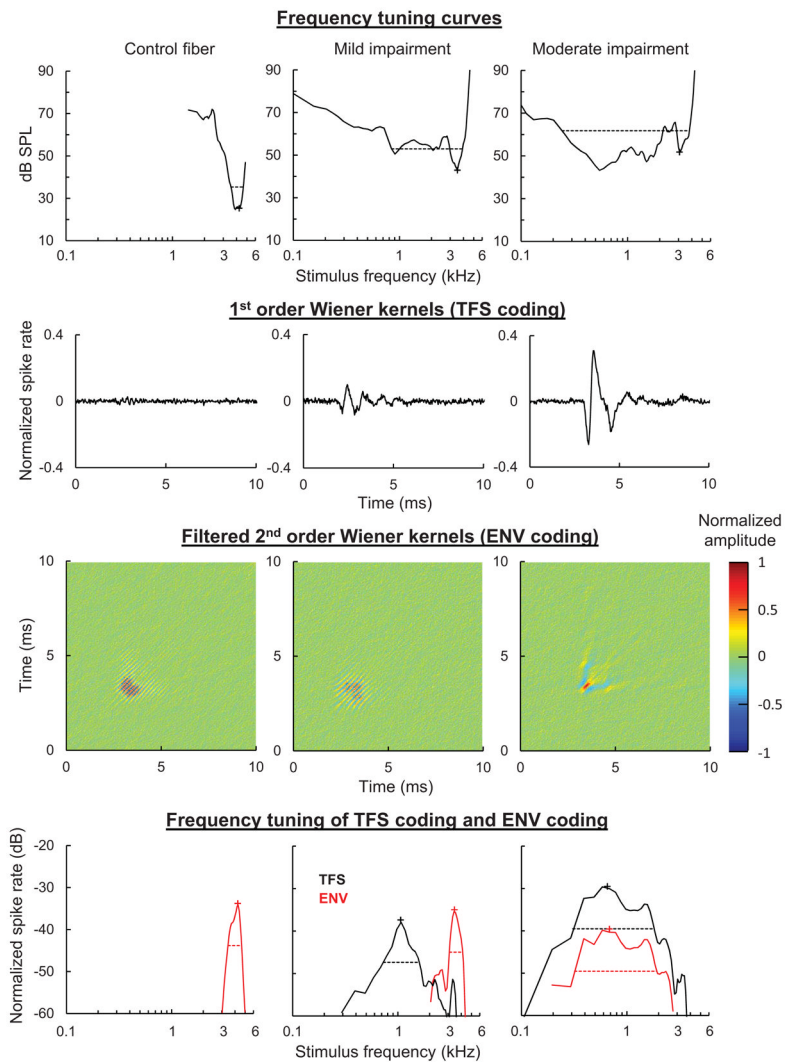 Frequency tuning curves
Control fiber Mild impairment Moderate impairment
90 90 90
70 70 70
50 50 50
30 30 30
10 10 10
dB SPL
0.1 1 3 6 0.1 1 3 6 0.1 1 3 6
Stimulus frequency (kHz)
1st order Wiener kernels (TFS coding)
Normalized spike rate
0.4 0.4 0.4
0 0 0
-0.4 -0.4 -0.4
0 5 10 0 5 10 0 5 10
Time (ms)
Filtered 2nd order Wiener kernels (ENV coding)
Normalized
amplitude
10 10 10
5 5 5
0 0 0
Time (ms)
1
0.5
0
-0.5
-1
0 5 10 0 5 10 0 5 10
Time (ms)
Frequency tuning of TFS coding and ENV coding
Normalized spike rate (dB)
-20
-30
-40
-50
-60
TFS
ENV
0.1 1 3 6 0.1 1 3 6 0.1 1 3 6
Stimulus frequency (kHz)